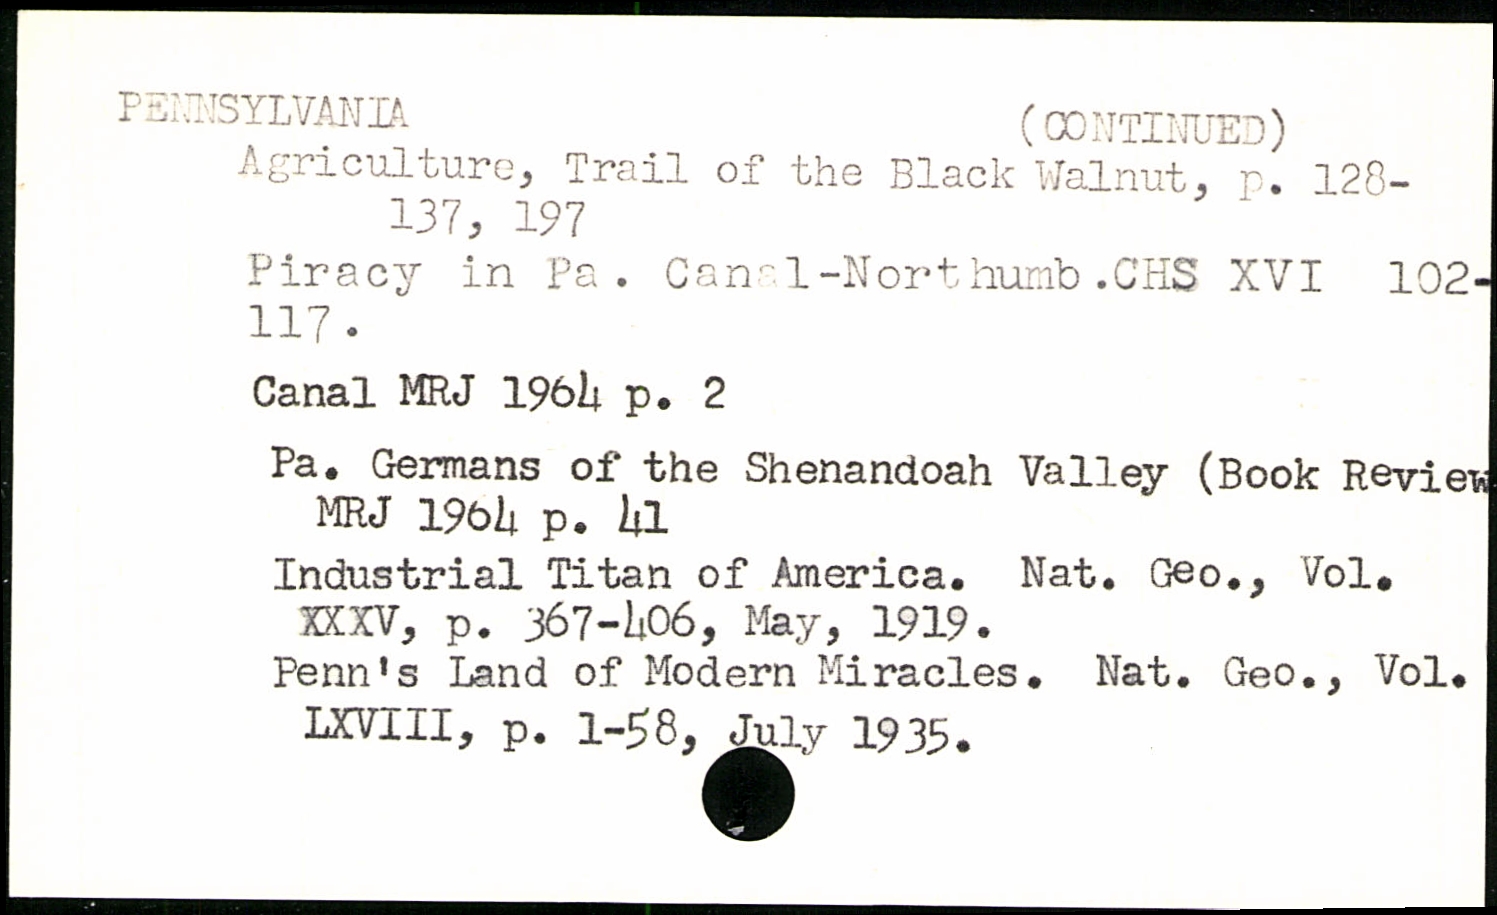 PENNSYLVANIA (CONTINUED)
Agriculture, Trail of the Black Walnut, p. 128-
137, 197
Piracy in Pa. Canal-Northumb.CHS XVI 102-
117.
Canal MRJ 1964 p. 2
Pa. Germans of the Shenandoah Valley (Book Review
MRJ 1964 p. 41
Industrial Titan of America. Nat. Geo., Vol.
XXXV, p. 367-406, May, 1919.
Penn's Land of Modern Miracles. Nat. Geo., Vol.
LXVIII, p. 1-58, July 1935.